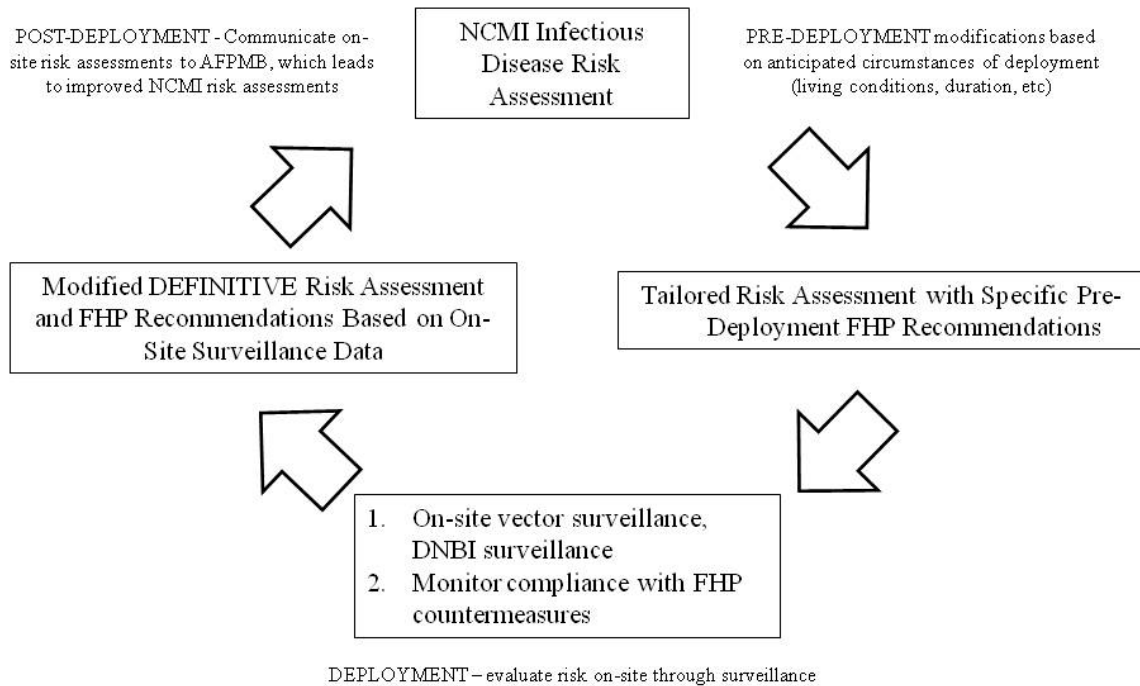 POST-DEPLOYMENT - Communicate on-
site risk assessments to AFPMB, which leads
to improved NCMI risk assessments
NCMI Infectious
Disease Risk
Assessment
PRE-DEPLOYMENT modifications based
on anticipated circumstances of deployment
(living conditions, duration, etc)
Modified DEFINITIVE Risk Assessment
and FHP Recommendations Based on On-
Site Surveillance Data
Tailored Risk Assessment with Specific Pre-
Deployment FHP Recommendations
1. On-site vector surveillance,
DNBI surveillance
2. Monitor compliance with FHP
countermeasures
DEPLOYMENT – evaluate risk on-site through surveillance